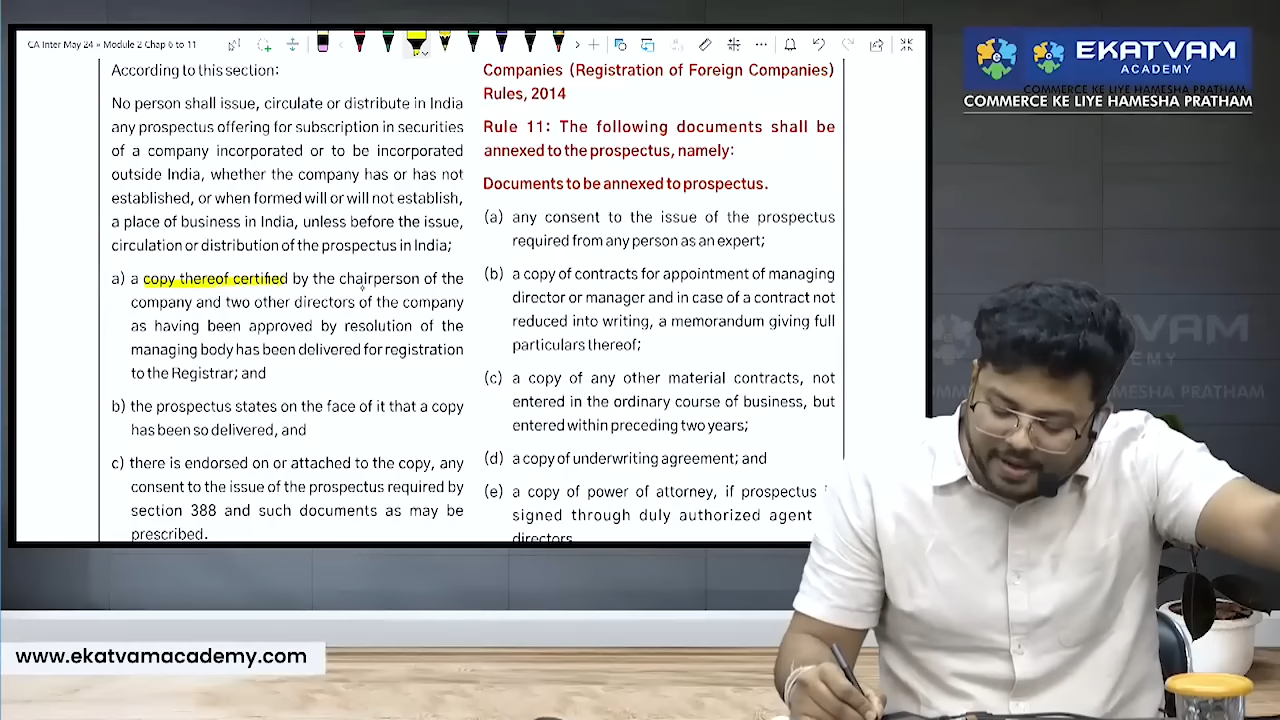 CA Inter May 24 » Module 2 Chap 6 to 11
According to this section:
No person shall issue, circulate or distribute in India
any prospectus offering for subscription in securities
of a company incorporated or to be incorporated
outside India, whether the company has or has not
established, or when formed will or will not establish,
a place of business in India, unless before the issue,
circulation or distribution of the prospectus in India;
a) a copy thereof certified by the chairperson of the
company and two other directors of the company
as having been approved by resolution of the
managing body has been delivered for registration
to the Registrar; and
b) the prospectus states on the face of it that a copy
has been so delivered, and
c) there is endorsed on or attached to the copy, any
consent to the issue of the prospectus required by
section 388 and such documents as may be
prescribed.
Companies (Registration of Foreign Companies)
Rules, 2014
Rule 11: The following documents shall be
annexed to the prospectus, namely:
Documents to be annexed to prospectus.
(a) any consent to the issue of the prospectus
required from any person as an expert;
(b) a copy of contracts for appointment of managing
director or manager and in case of a contract not
reduced into writing, a memorandum giving full
particulars thereof;
(c) a copy of any other material contracts, not
entered in the ordinary course of business, but
entered within preceding two years;
(d) a copy of underwriting agreement; and
(e) a copy of power of attorney, if prospectus
signed through duly authorized agent
directors
EKATVAM
ACADEMY
COMMERCE KE LIYE HAMESHA PRATHAM
COMMERCE KE LIYE HAMESHA PRATHAM
VAM
EMY
MESHA PRATHAM
www.ekatvamacademy.com